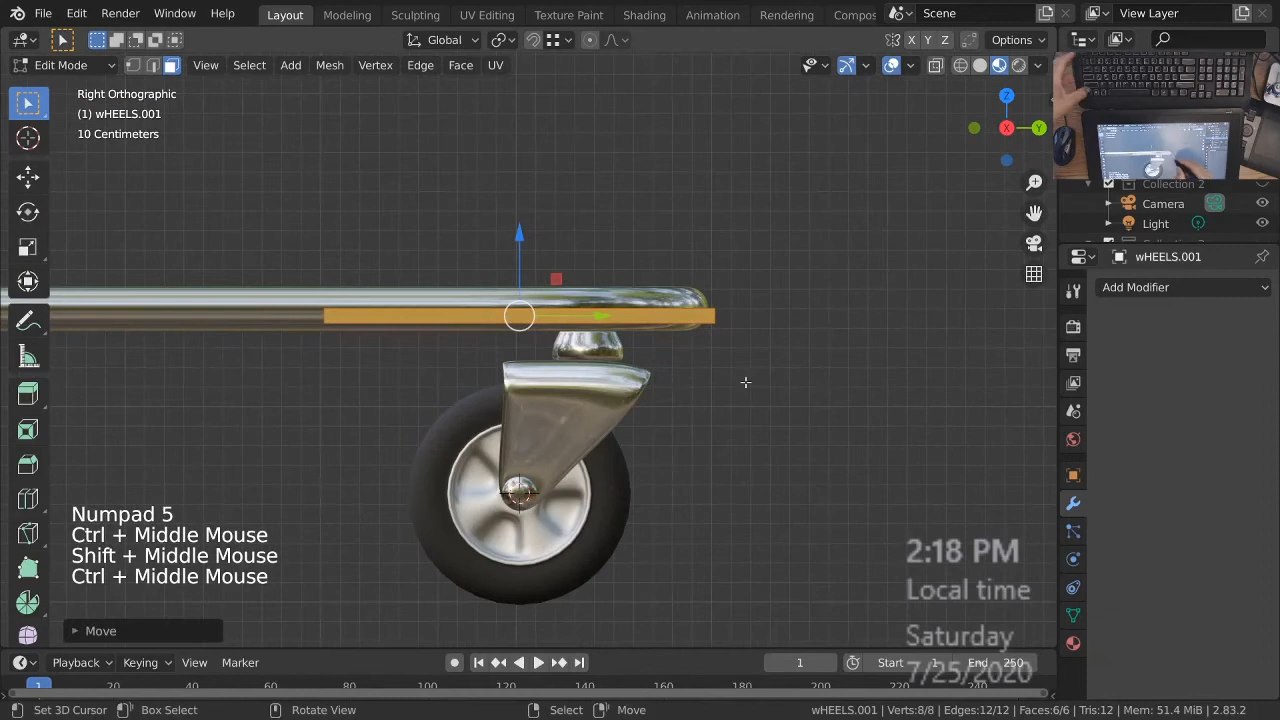 File Edit Render Window Help Layout Modeling Sculpting UV Editing Texture Paint Shading Animation Rendering Compos Scene View Layer
Global X Y Z Options
Edit Mode View Select Add Mesh Vertex Edge Face UV
Right Orthographic
(1) wHEELS.001
10 Centimeters
Z
X Y
Collection 2
Camera
Light
wHEELS.001
Add Modifier
Numpad 5
Ctrl + Middle Mouse
Shift + Middle Mouse
Ctrl + Middle Mouse
Move
2:18 PM
Local time
Saturday
7/25/2020
Playback Keying View Marker 1 Start 1 End 250
1 20 40 60 80 100 120 140 160 180 200 220 240
Set 3D Cursor Box Select Rotate View Select Move wHEELS.001 | Verts:8/8 | Edges:12/12 | Faces:6/6 | Tris:12 | Mem: 51.4 MiB | 2.83.2